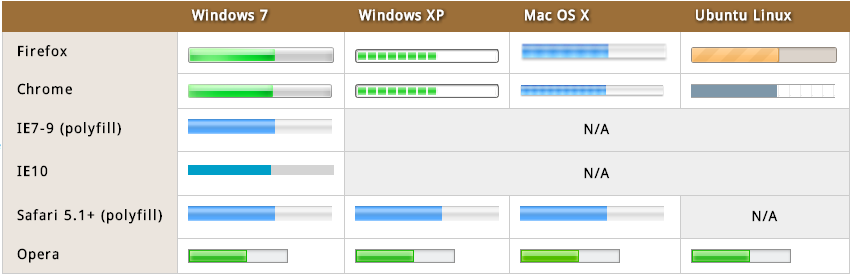 Windows 7 Windows XP Mac OS X Ubuntu Linux
Firefox
Chrome
IE7-9 (polyfill) N/A
IE10 N/A
Safari 5.1+ (polyfill) N/A
Opera